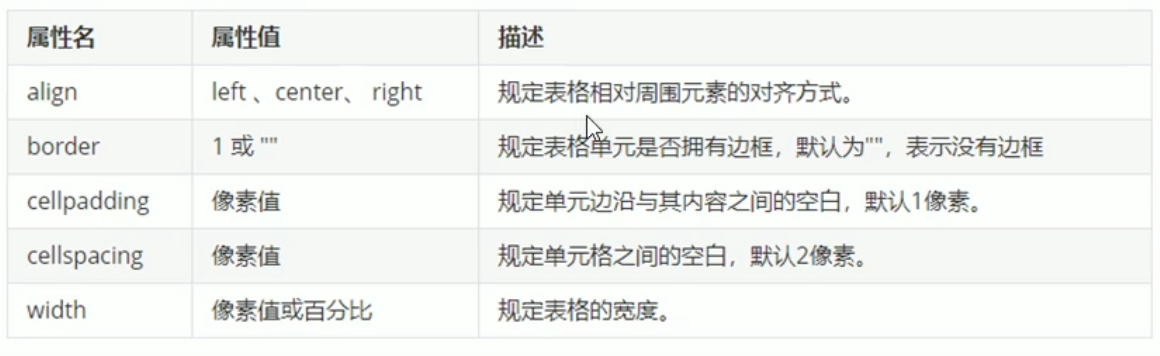 属性名 属性值 描述
align left 、center、 right 规定表格相对周围元素的对齐方式。
border 1 或 "" 规定表格单元是否拥有边框，默认为""，表示没有边框
cellpadding 像素值 规定单元边沿与其内容之间的空白，默认1像素。
cellspacing 像素值 规定单元格之间的空白，默认2像素。
width 像素值或百分比 规定表格的宽度。